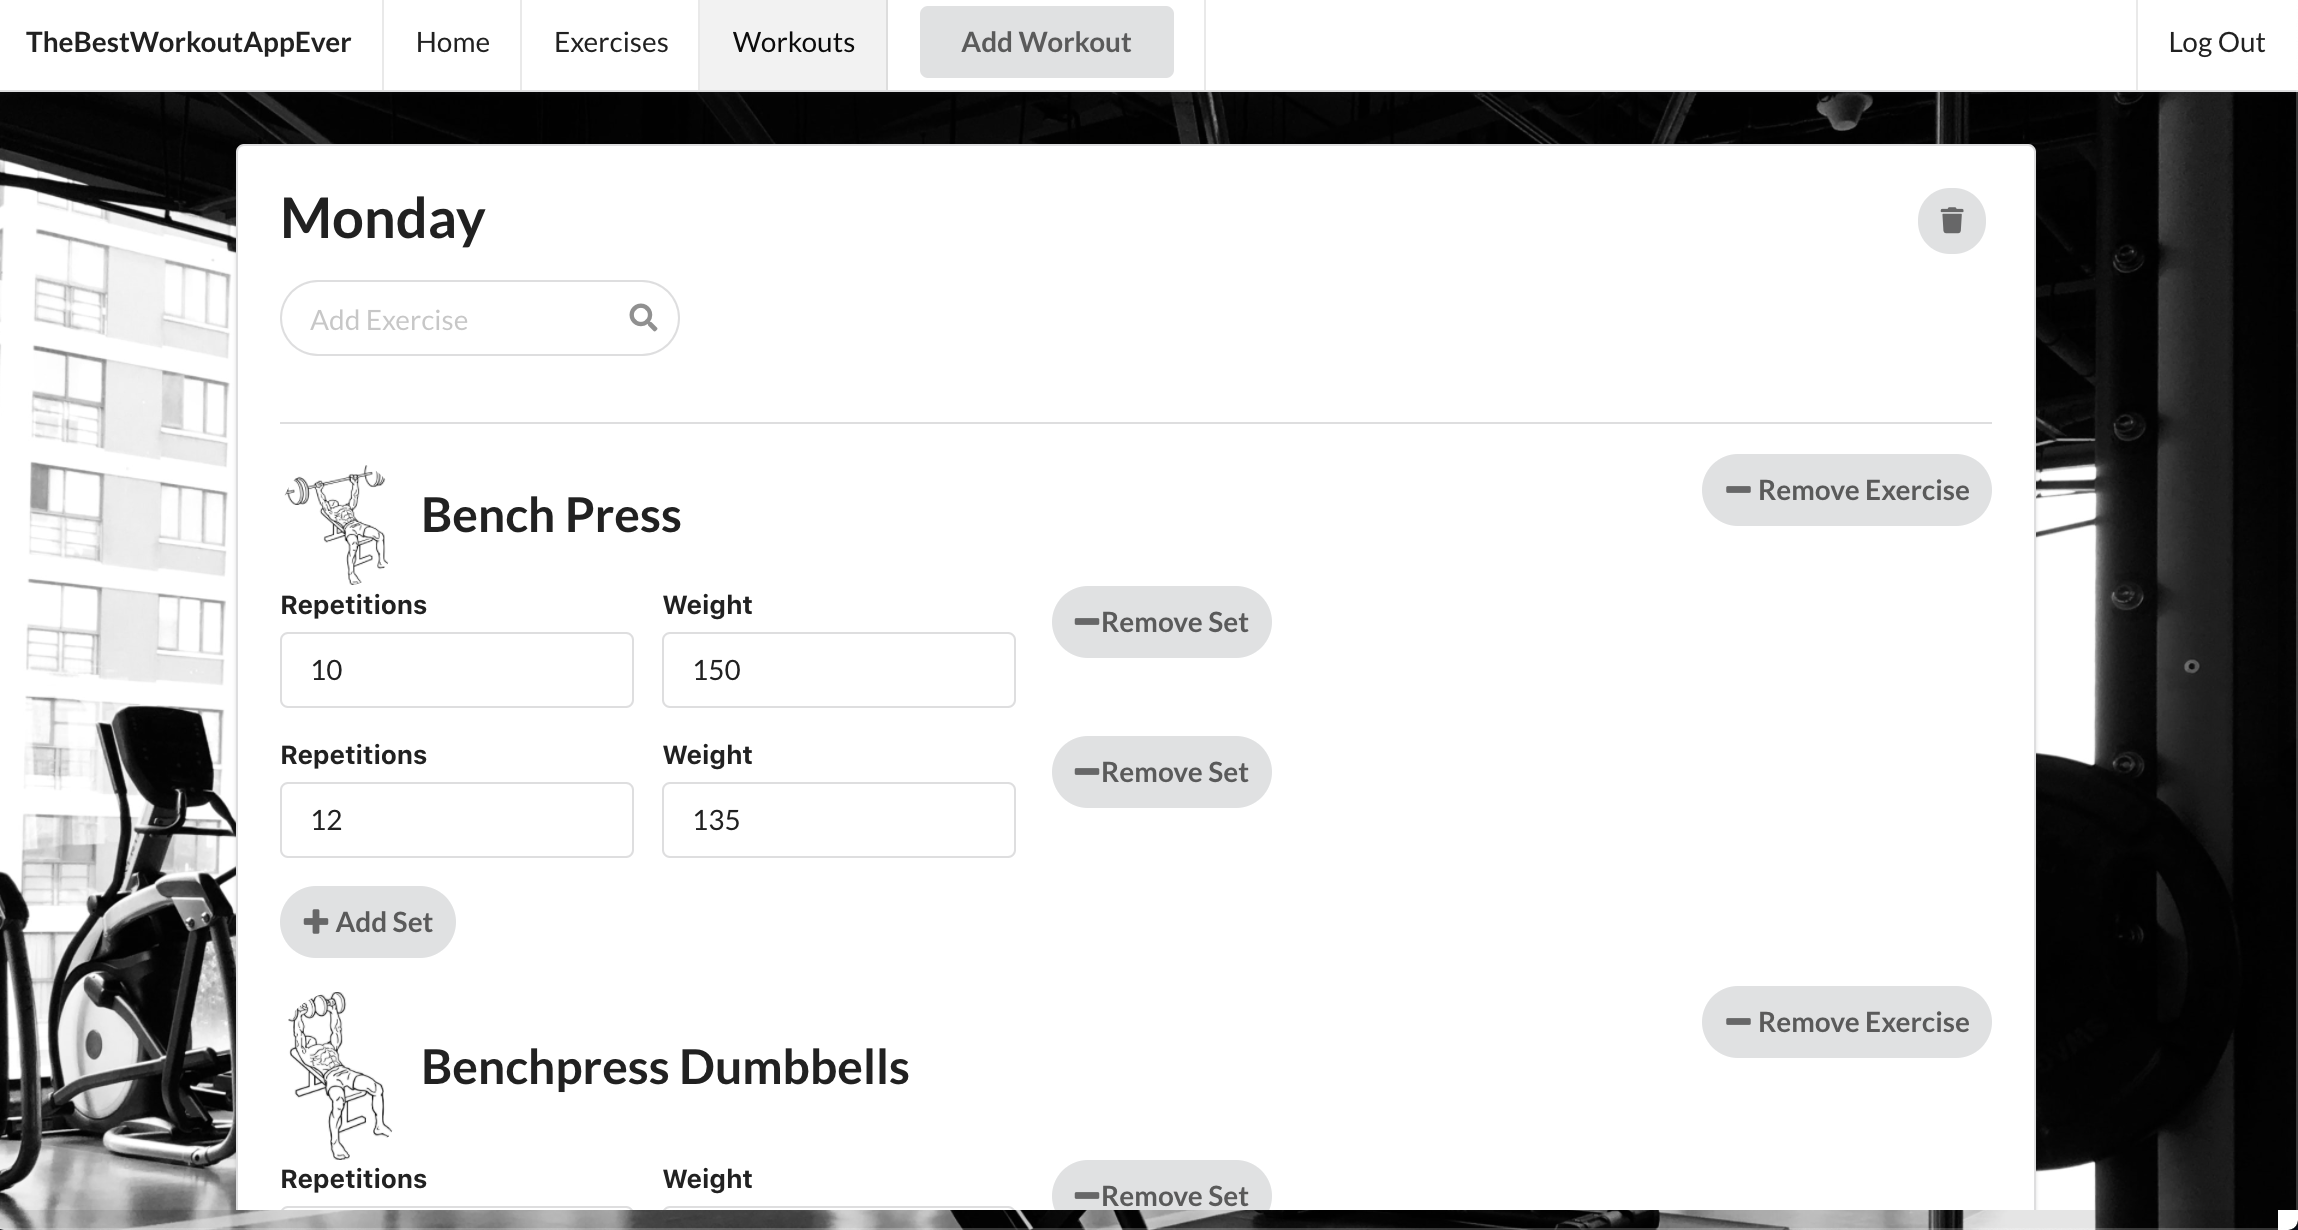 TheBestWorkoutAppEver Home Exercises Workouts Add Workout Log Out
Monday
Add Exercise
Bench Press
Remove Exercise
Repetitions Weight Remove Set
10 150
Repetitions Weight Remove Set
12 135
Add Set
Benchpress Dumbbells
Remove Exercise
Repetitions Weight Remove Set